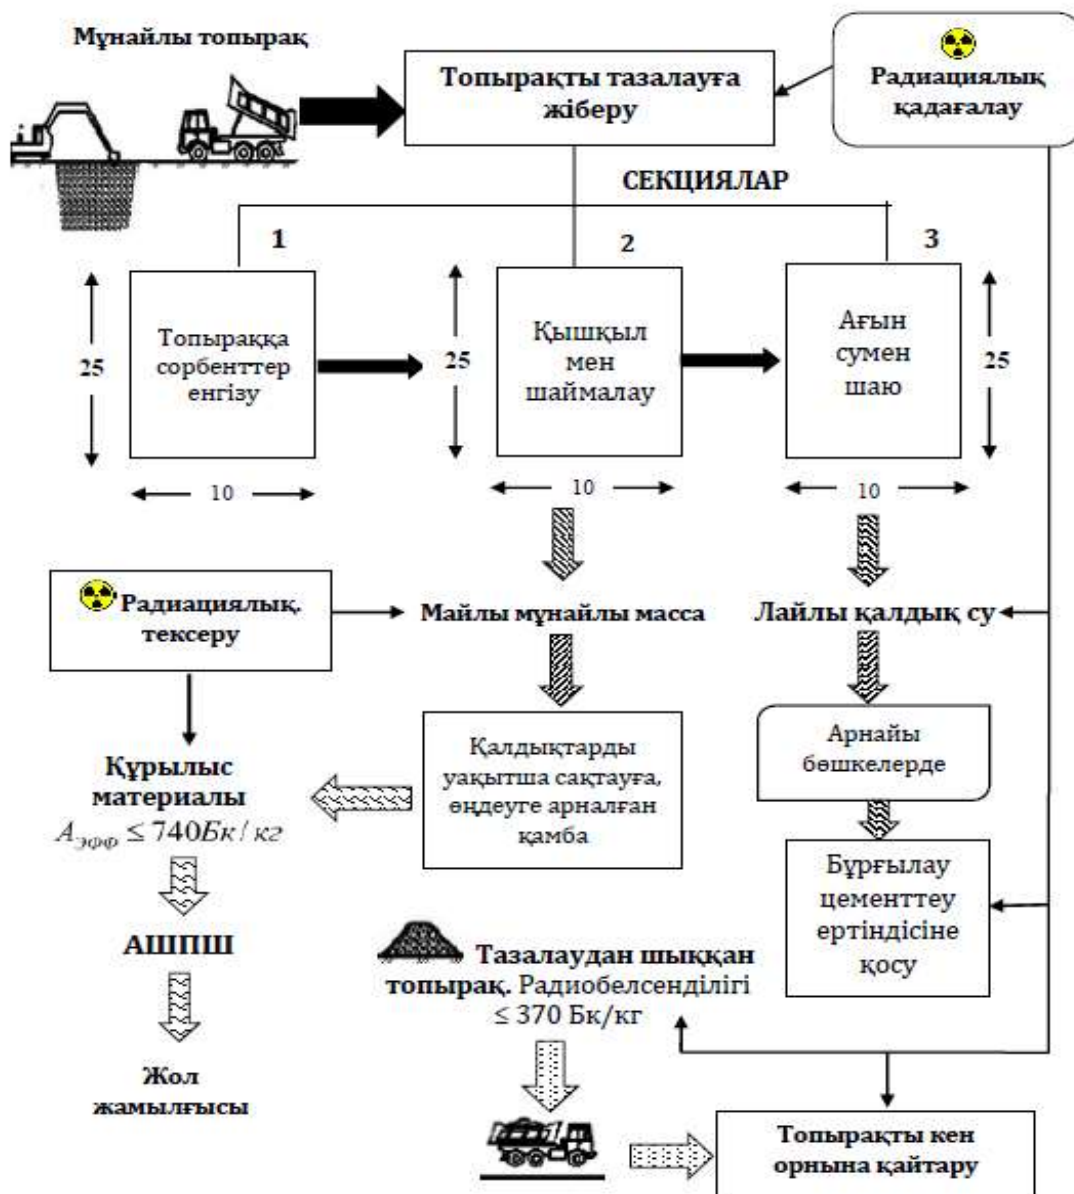 Мұнайлы топырақ
Топырақты тазалауға
жіберу
Радиациялық
қадағалау
СЕКЦИЯЛАР
1
2
3
25
Топыраққа
сорбенттер
енгізу
10
25
Қышқыл
мен
шаймалау
10
Ағын
сумен
шаю
25
10
Радиациялық.
тексеру
Майлы мұнайлы масса
Лайлы қалдық су
Қалдықтарды
уақытша сақтауға,
өңдеуге арналған
қамба
Арнайы
бөшкелерде
Құрылыс
материалы
Aэфф ≤ 740Бк / кг
Бұрғылау
цементтеу
ертіндісіне
қосу
АШПШ
Тазалаудан шыққан
топырақ. Радиобелсенділігі
≤ 370 Бк/кг
Жол
жамылғысы
Топырақты кен
орнына қайтару